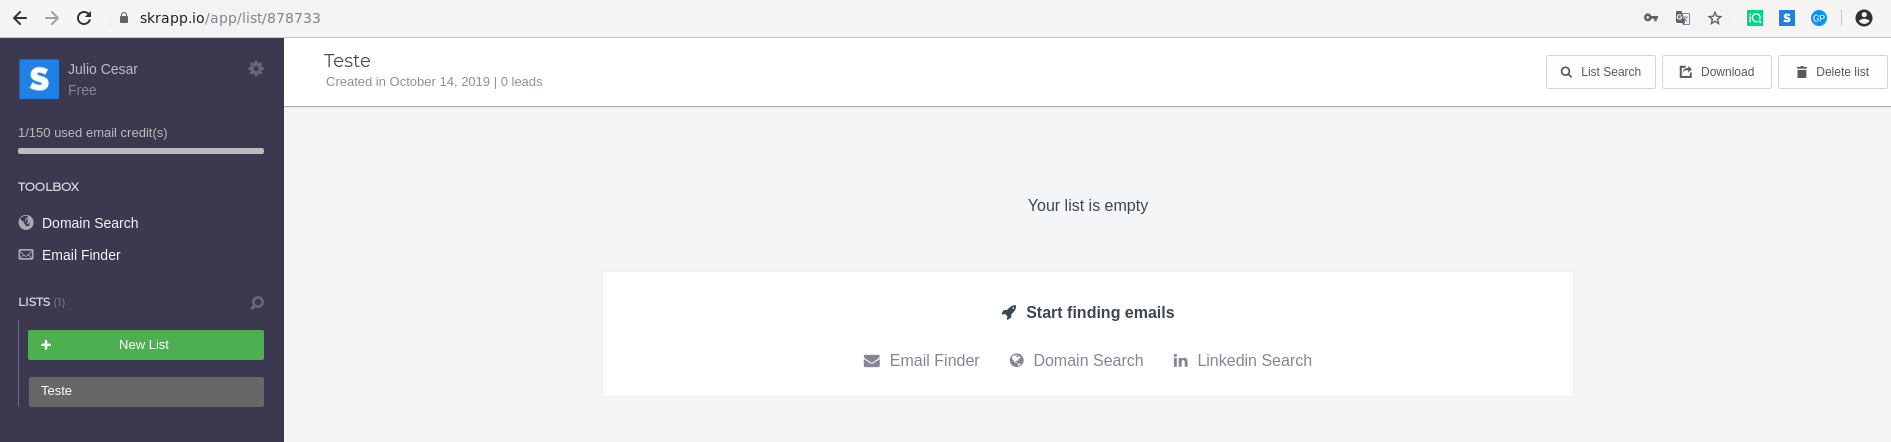 skrapp.io/app/list/878733
S
Julio Cesar
Free
1/150 used email credit(s)
TOOLBOX
Domain Search
Email Finder
LISTS (1)
New List
Teste
Teste
Created in October 14, 2019 | 0 leads
List Search
Download
Delete list
Your list is empty
Start finding emails
Email Finder
Domain Search
Linkedin Search
iQ
S
GP